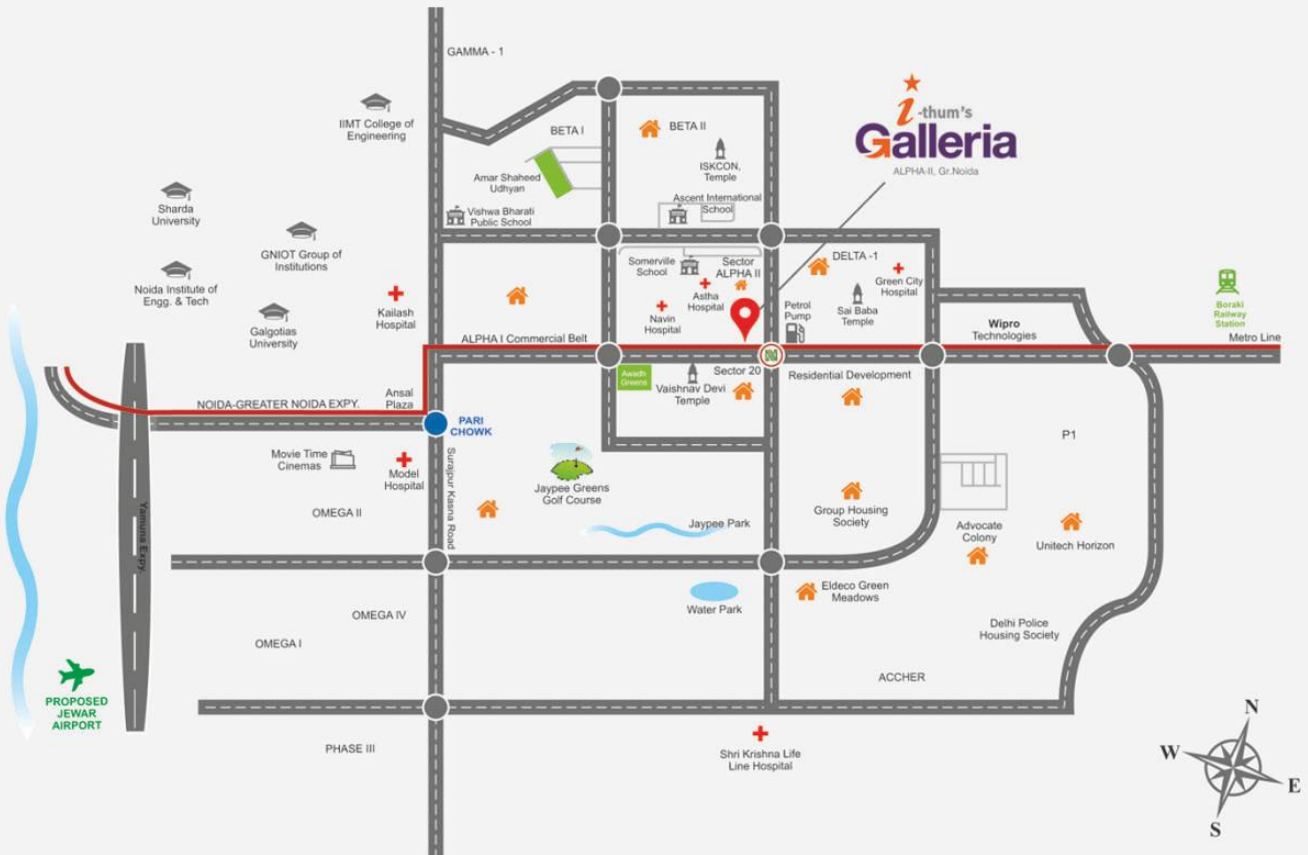 GAMMA - 1
IIMT College of
Engineering
BETA I
BETA II
i-thum's
Galleria
ALPHA-II, Gr.Noida
ISKCON,
Temple
Amar Shaheed
Udhyan
Ascent International
School
Sharda
University
Vishwa Bharati
Public School
GNIOT Group of
Institutions
Somerville
School
Sector
ALPHA II
DELTA -1
Green City
Hospital
Noida Institute of
Engg. & Tech
Kailash
Hospital
Astha
Hospital
Navin
Hospital
Petrol
Pump
Sai Baba
Temple
Boraki
Railway
Station
Galgotias
University
ALPHA I Commercial Belt
Wipro
Technologies
Metro Line
Awadh
Greens
Sector 20
Vaishnav Devi
Temple
Residential Development
NOIDA-GREATER NOIDA EXPY.
Ansal
Plaza
PARI
CHOWK
P1
Movie Time
Cinemas
Model
Hospital
Surajpur Kasna Road
Jaypee Greens
Golf Course
OMEGA II
Yamuna Expy.
Jaypee Park
Group Housing
Society
Advocate
Colony
Unitech Horizon
Water Park
Eldeco Green
Meadows
OMEGA IV
OMEGA I
Delhi Police
Housing Society
ACCHER
PROPOSED
JEWAR
AIRPORT
PHASE III
Shri Krishna Life
Line Hospital
N
W
E
S